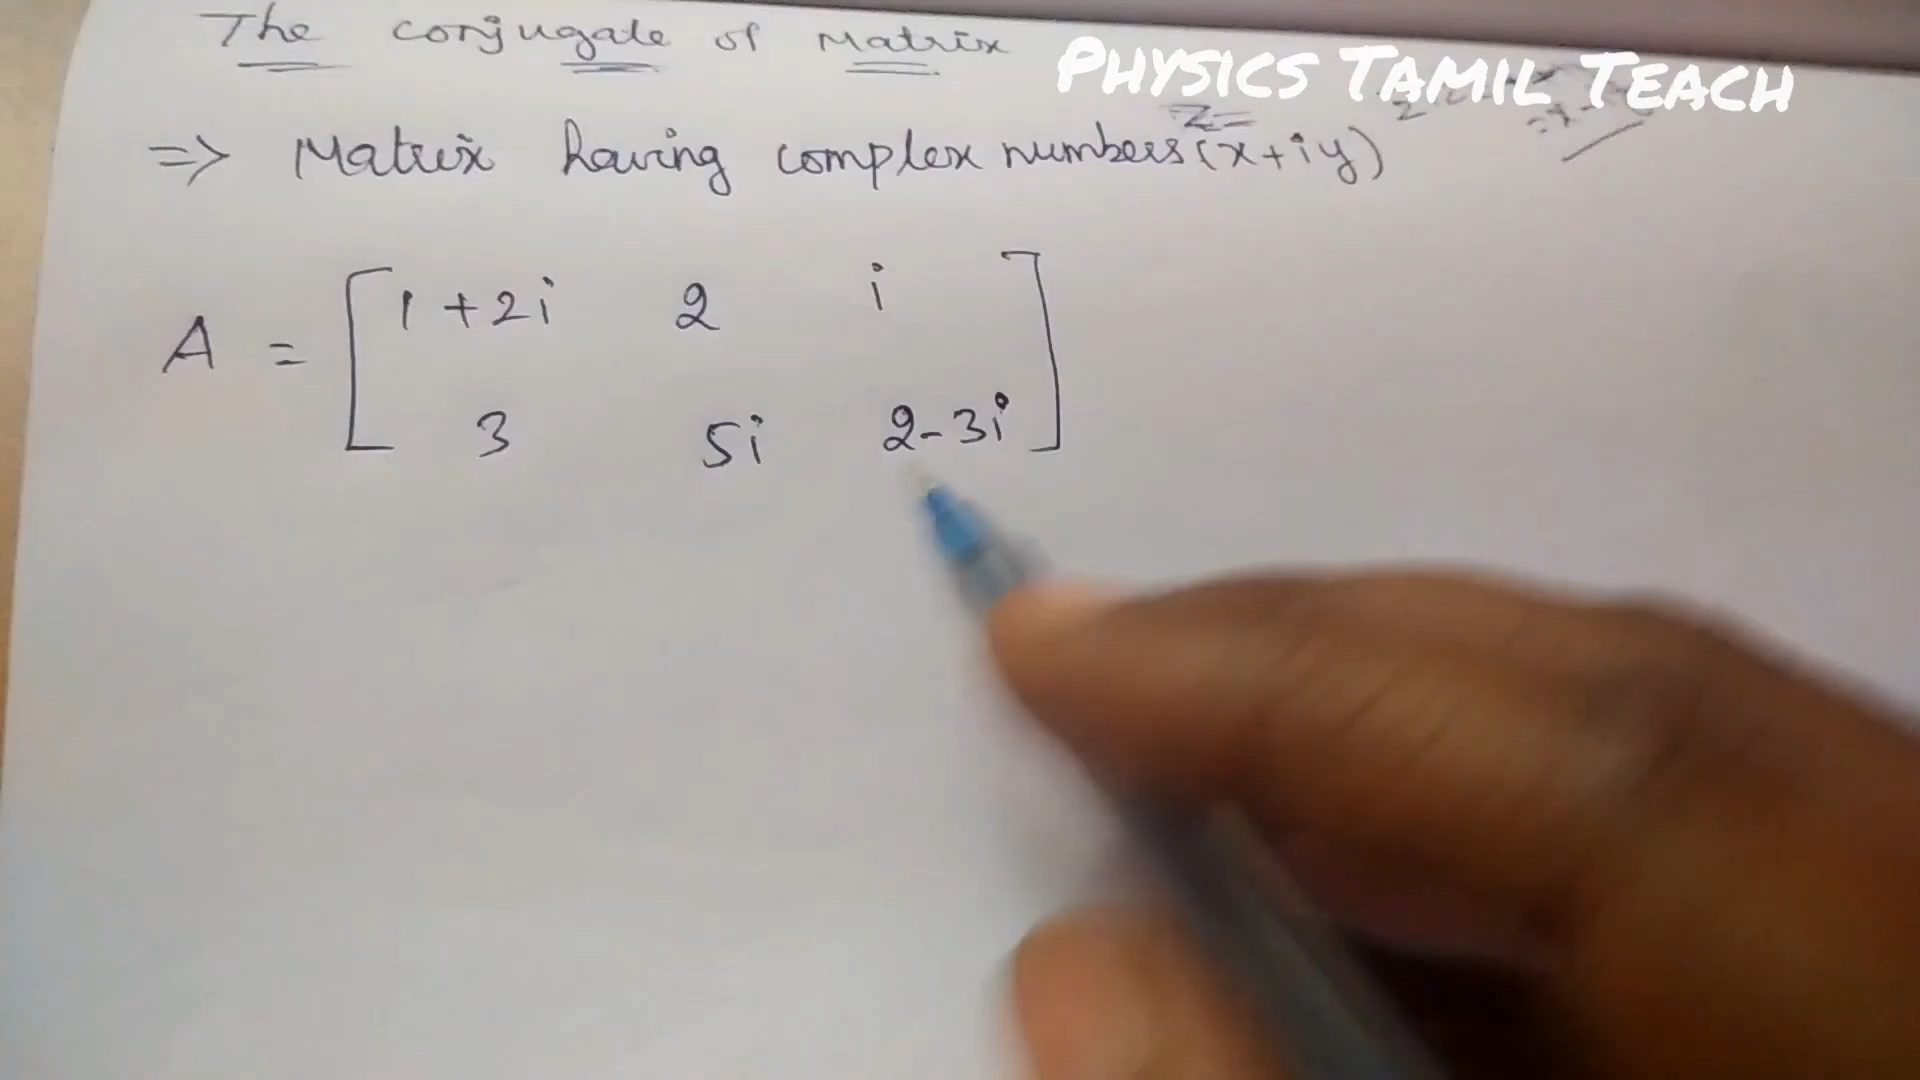 The conjugate of Matrix
PHYSICS TAMIL TEACH
Z=
=> Matrix having complex numbers (x+iy)
A = [ 1+2i 2 i
3 5i 2-3i ]